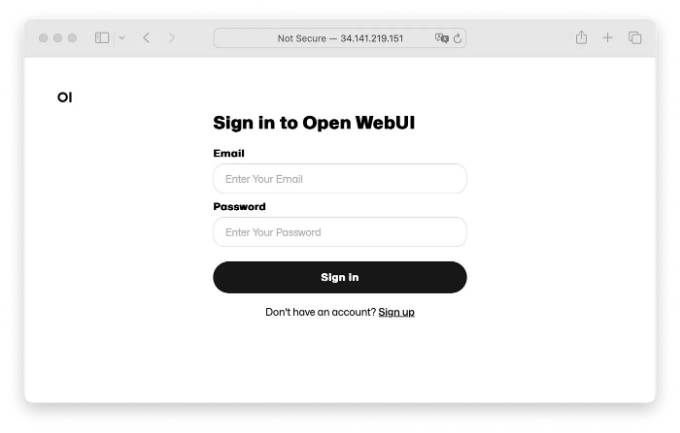 Not Secure — 34.141.219.151
OI
Sign in to Open WebUI
Email
Enter Your Email
Password
Enter Your Password
Sign in
Don't have an account? Sign up